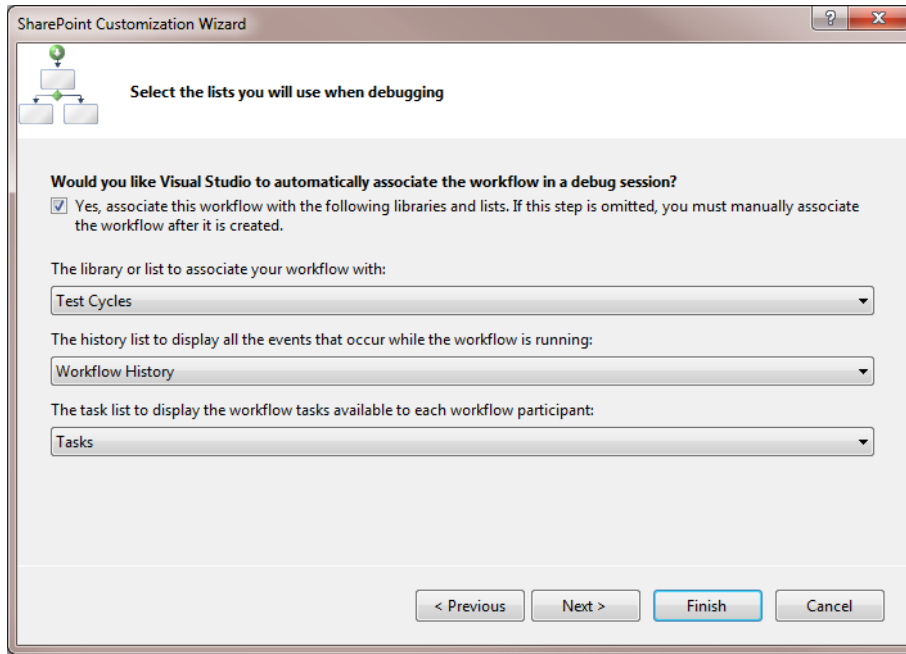 SharePoint Customization Wizard
?
X
Select the lists you will use when debugging
Would you like Visual Studio to automatically associate the workflow in a debug session?
Yes, associate this workflow with the following libraries and lists. If this step is omitted, you must manually associate
the workflow after it is created.
The library or list to associate your workflow with:
Test Cycles
The history list to display all the events that occur while the workflow is running:
Workflow History
The task list to display the workflow tasks available to each workflow participant:
Tasks
< Previous
Next >
Finish
Cancel